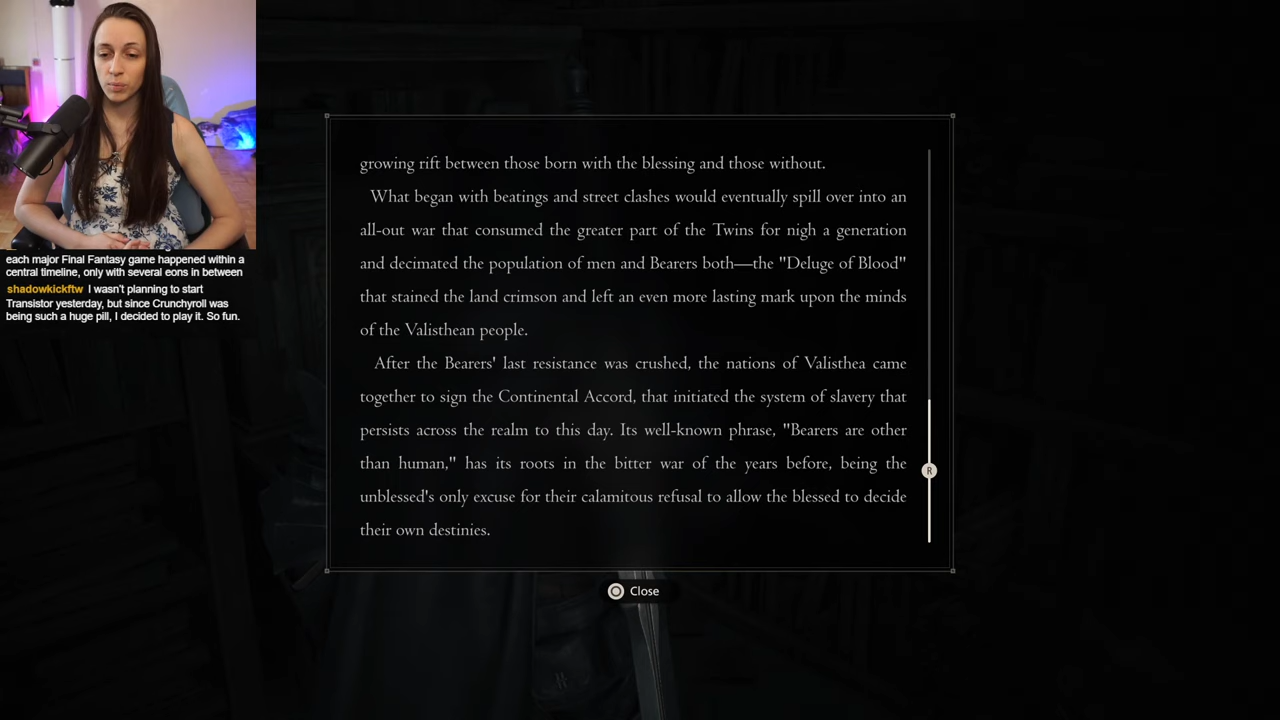 each major Final Fantasy game happened within a
central timeline, only with several eons in between
shadowkickftw I wasn't planning to start
Transistor yesterday, but since Crunchyroll was
being such a huge pill, I decided to play it. So fun.
growing rift between those born with the blessing and those without.
What began with beatings and street clashes would eventually spill over into an
all-out war that consumed the greater part of the Twins for nigh a generation
and decimated the population of men and Bearers both—the "Deluge of Blood"
that stained the land crimson and left an even more lasting mark upon the minds
of the Valisthean people.
After the Bearers' last resistance was crushed, the nations of Valisthea came
together to sign the Continental Accord, that initiated the system of slavery that
persists across the realm to this day. Its well-known phrase, "Bearers are other
than human," has its roots in the bitter war of the years before, being the
unblessed's only excuse for their calamitous refusal to allow the blessed to decide
their own destinies.
R
Close